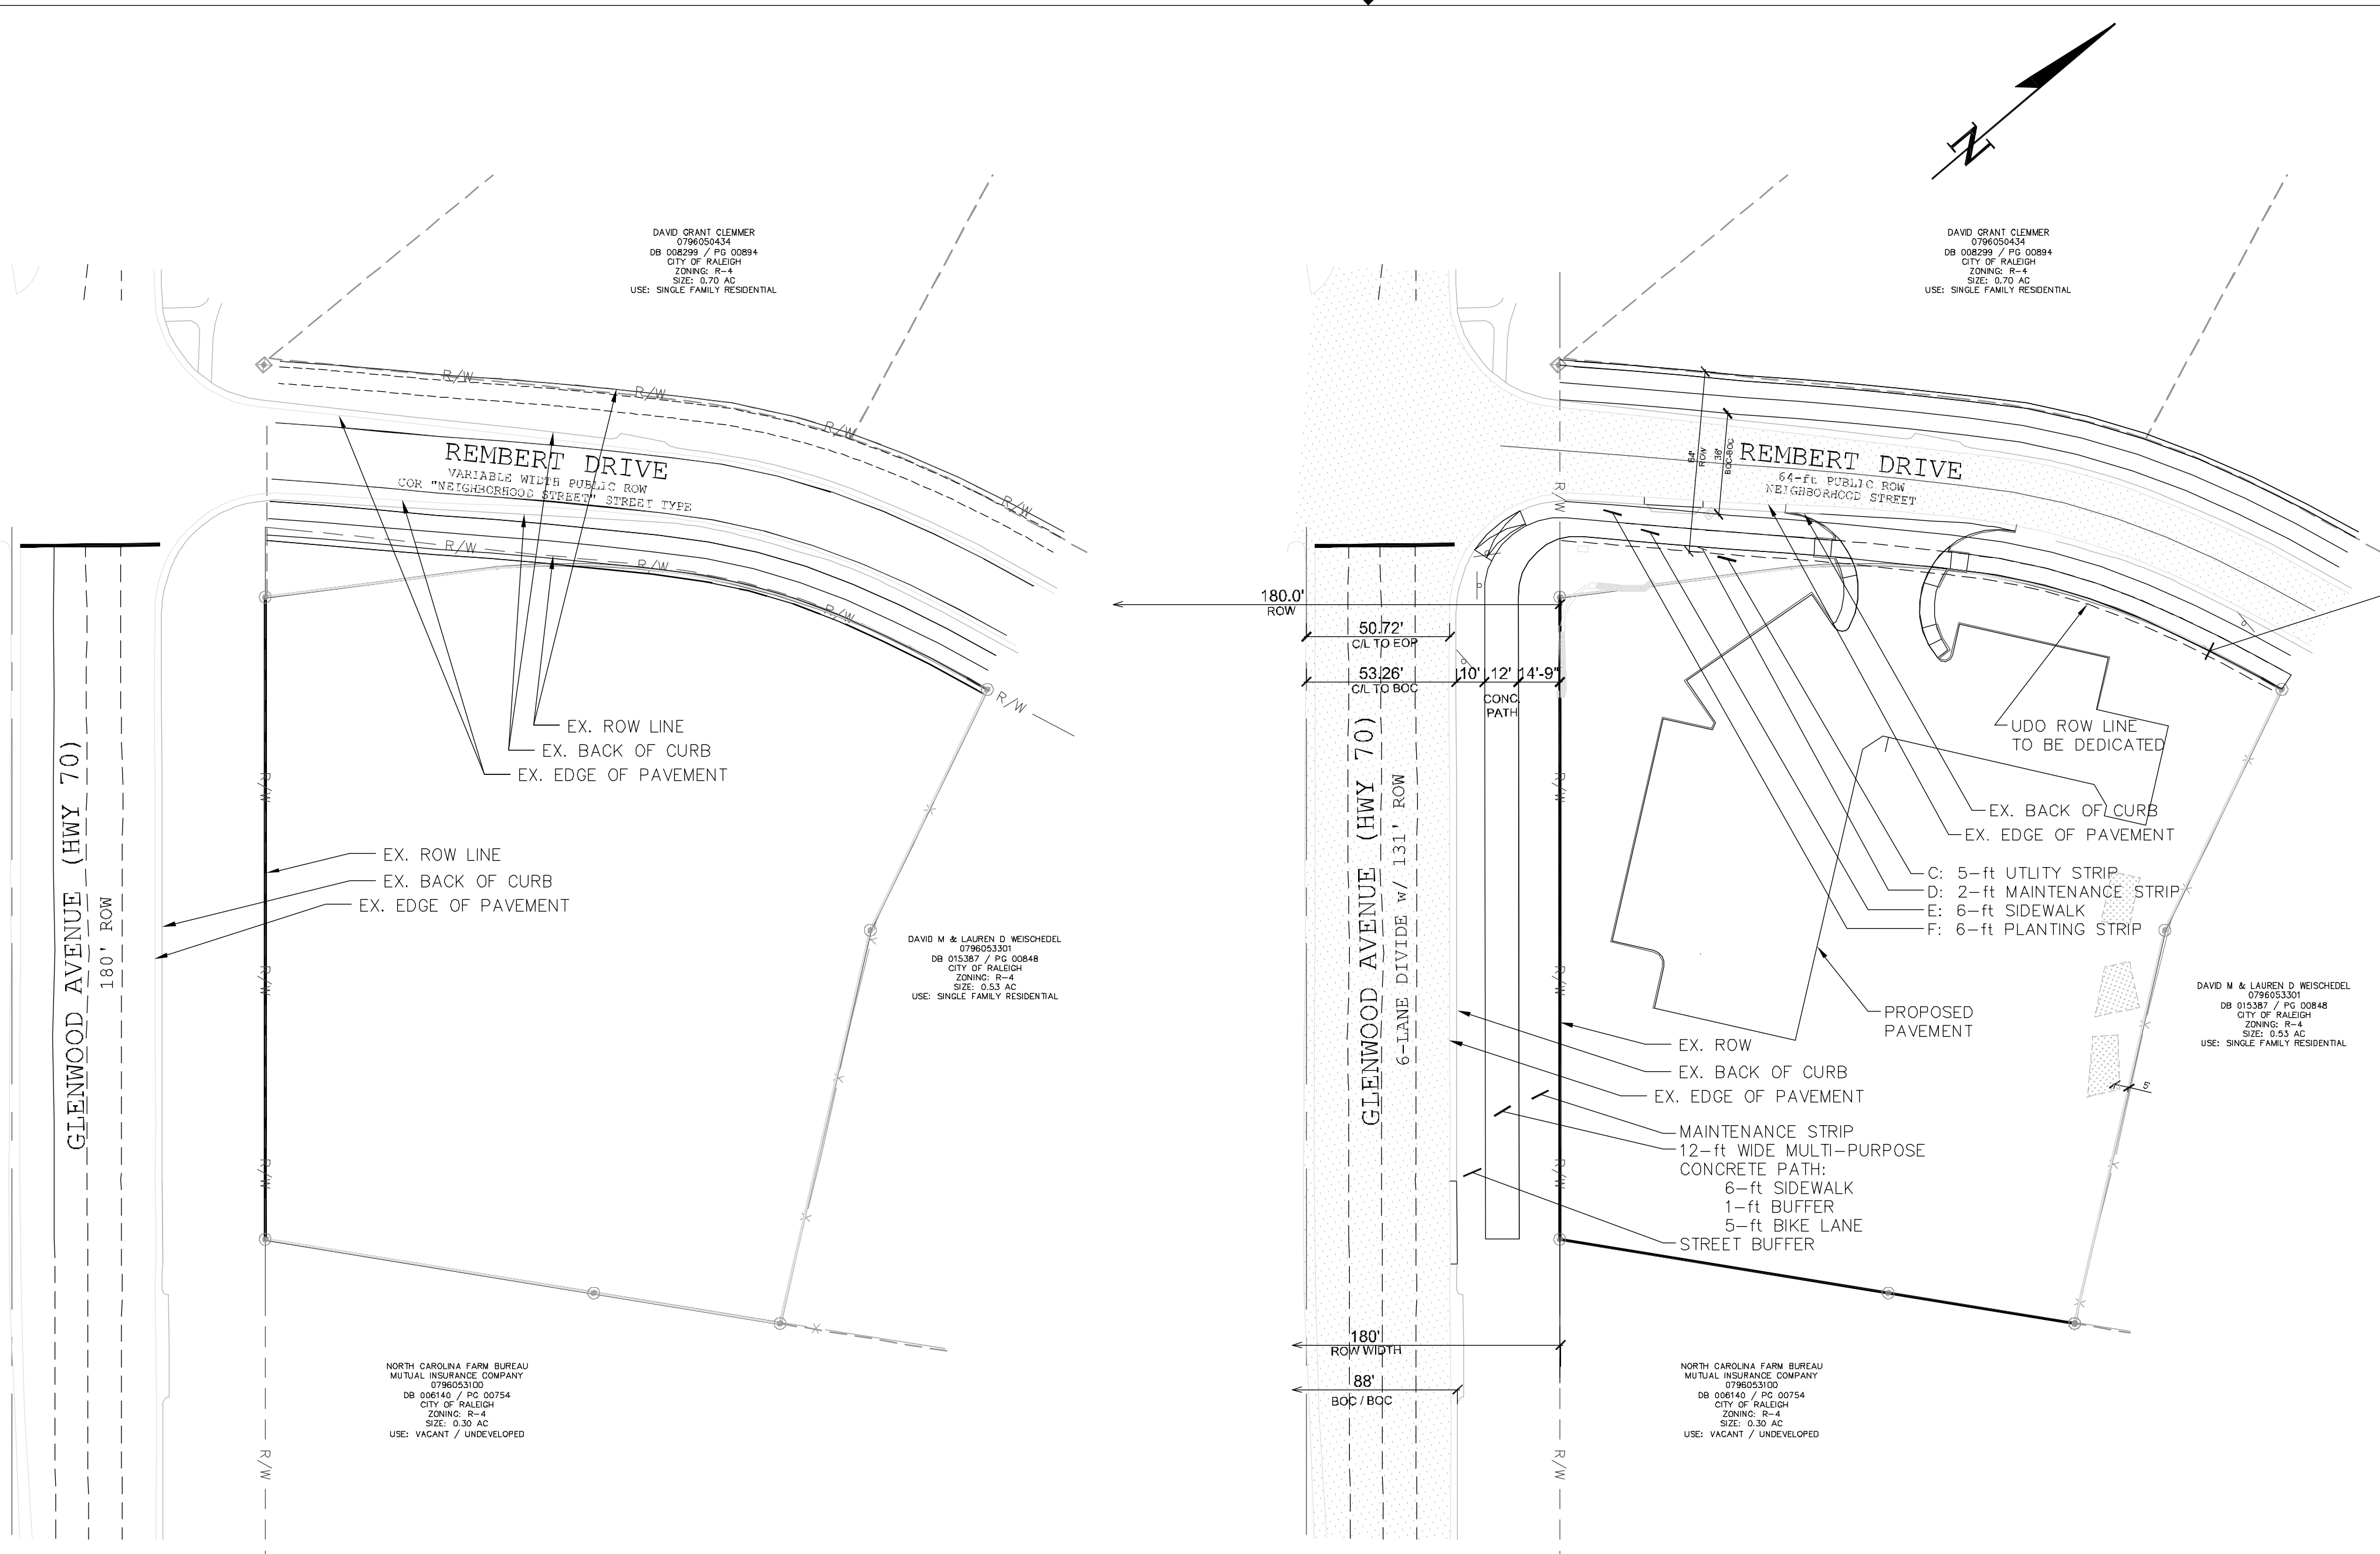 N
DAVID GRANT CLEMMER
0796050434
DB 008299 / PG 00894
CITY OF RALEIGH
ZONING: R-4
SIZE: 0.70 AC
USE: SINGLE FAMILY RESIDENTIAL
R/W
R/W
R/W
R/W
REMBERT DRIVE
VARIABLE WIDTH PUBLIC ROW
COR "NEIGHBORHOOD STREET" STREET TYPE
R/W
R/W
R/W
R/W
EX. ROW LINE
EX. BACK OF CURB
EX. EDGE OF PAVEMENT
R/W
EX. ROW LINE
EX. BACK OF CURB
EX. EDGE OF PAVEMENT
GLENWOOD AVENUE (HWY 70)
180' ROW
R/W
R/W
DAVID M & LAUREN D WEISCHEDEL
0796053301
DB 015387 / PG 00848
CITY OF RALEIGH
ZONING: R-4
SIZE: 0.53 AC
USE: SINGLE FAMILY RESIDENTIAL
NORTH CAROLINA FARM BUREAU
MUTUAL INSURANCE COMPANY
0796053100
DB 006140 / PG 00754
CITY OF RALEIGH
ZONING: R-4
SIZE: 0.30 AC
USE: VACANT / UNDEVELOPED
R/W
DAVID GRANT CLEMMER
0796050434
DB 008299 / PG 00894
CITY OF RALEIGH
ZONING: R-4
SIZE: 0.70 AC
USE: SINGLE FAMILY RESIDENTIAL
64'
ROW
36'
BOC-BOC
REMBERT DRIVE
64-ft PUBLIC ROW
NEIGHBORHOOD STREET
R/W
180.0'
ROW
50.72'
C/L TO EOP
53.26'
C/L TO BOC
10'
12'
14'-9"
CONC.
PATH
UDO ROW LINE
TO BE DEDICATED
EX. BACK OF CURB
EX. EDGE OF PAVEMENT
C: 5-ft UTLITY STRIP
D: 2-ft MAINTENANCE STRIP
E: 6-ft SIDEWALK
F: 6-ft PLANTING STRIP
GLENWOOD AVENUE (HWY 70)
6-LANE DIVIDE w/ 131' ROW
R/W
R/W
R/W
PROPOSED
PAVEMENT
EX. ROW
EX. BACK OF CURB
EX. EDGE OF PAVEMENT
MAINTENANCE STRIP
12-ft WIDE MULTI-PURPOSE
CONCRETE PATH:
6-ft SIDEWALK
1-ft BUFFER
5-ft BIKE LANE
STREET BUFFER
5
DAVID M & LAUREN D WEISCHEDEL
0796053301
DB 015387 / PG 00848
CITY OF RALEIGH
ZONING: R-4
SIZE: 0.53 AC
USE: SINGLE FAMILY RESIDENTIAL
180'
ROW WIDTH
88'
BOC / BOC
NORTH CAROLINA FARM BUREAU
MUTUAL INSURANCE COMPANY
0796053100
DB 006140 / PG 00754
CITY OF RALEIGH
ZONING: R-4
SIZE: 0.30 AC
USE: VACANT / UNDEVELOPED
R/W